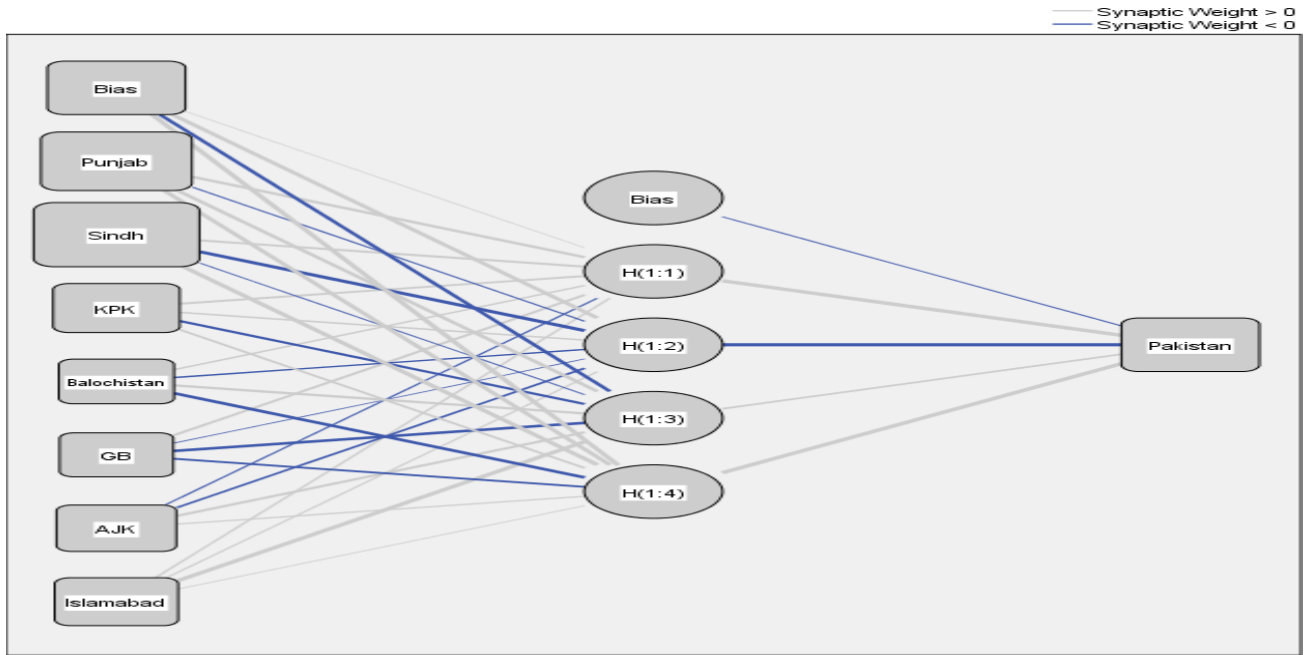 Synaptic Weight > 0
Synaptic Weight < 0
Bias
Punjab
Sindh
KPK
Balochistan
GB
AJK
Islamabad
Bias
H(1:1)
H(1:2)
H(1:3)
H(1:4)
Pakistan